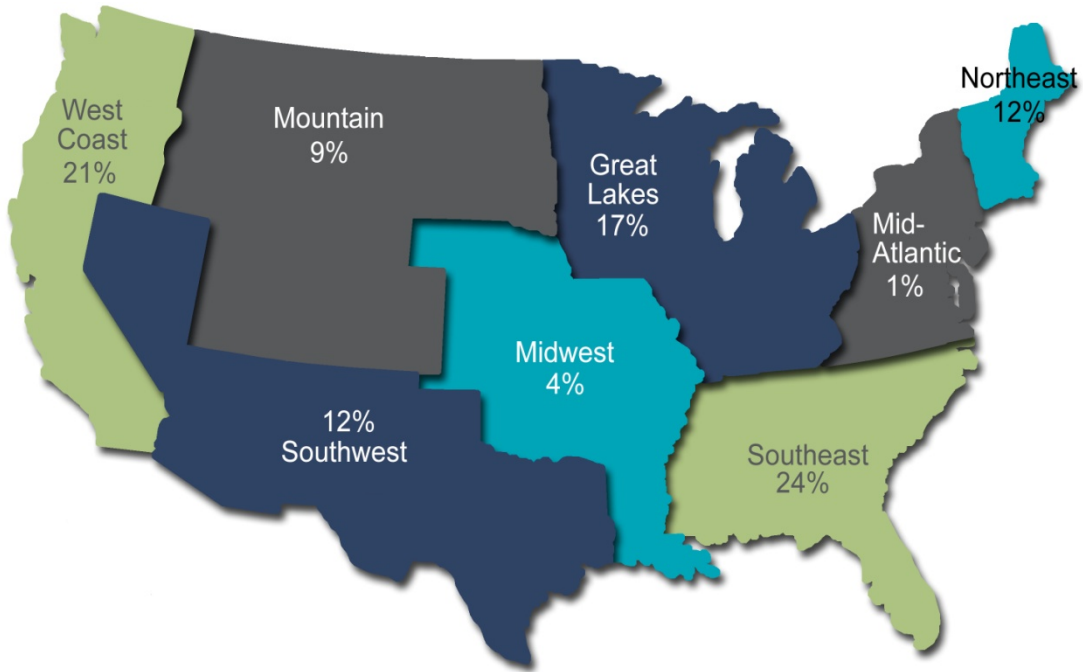 West
Coast
21%
Mountain
9%
Great
Lakes
17%
Northeast
12%
Mid-
Atlantic
1%
Midwest
4%
12%
Southwest
Southeast
24%